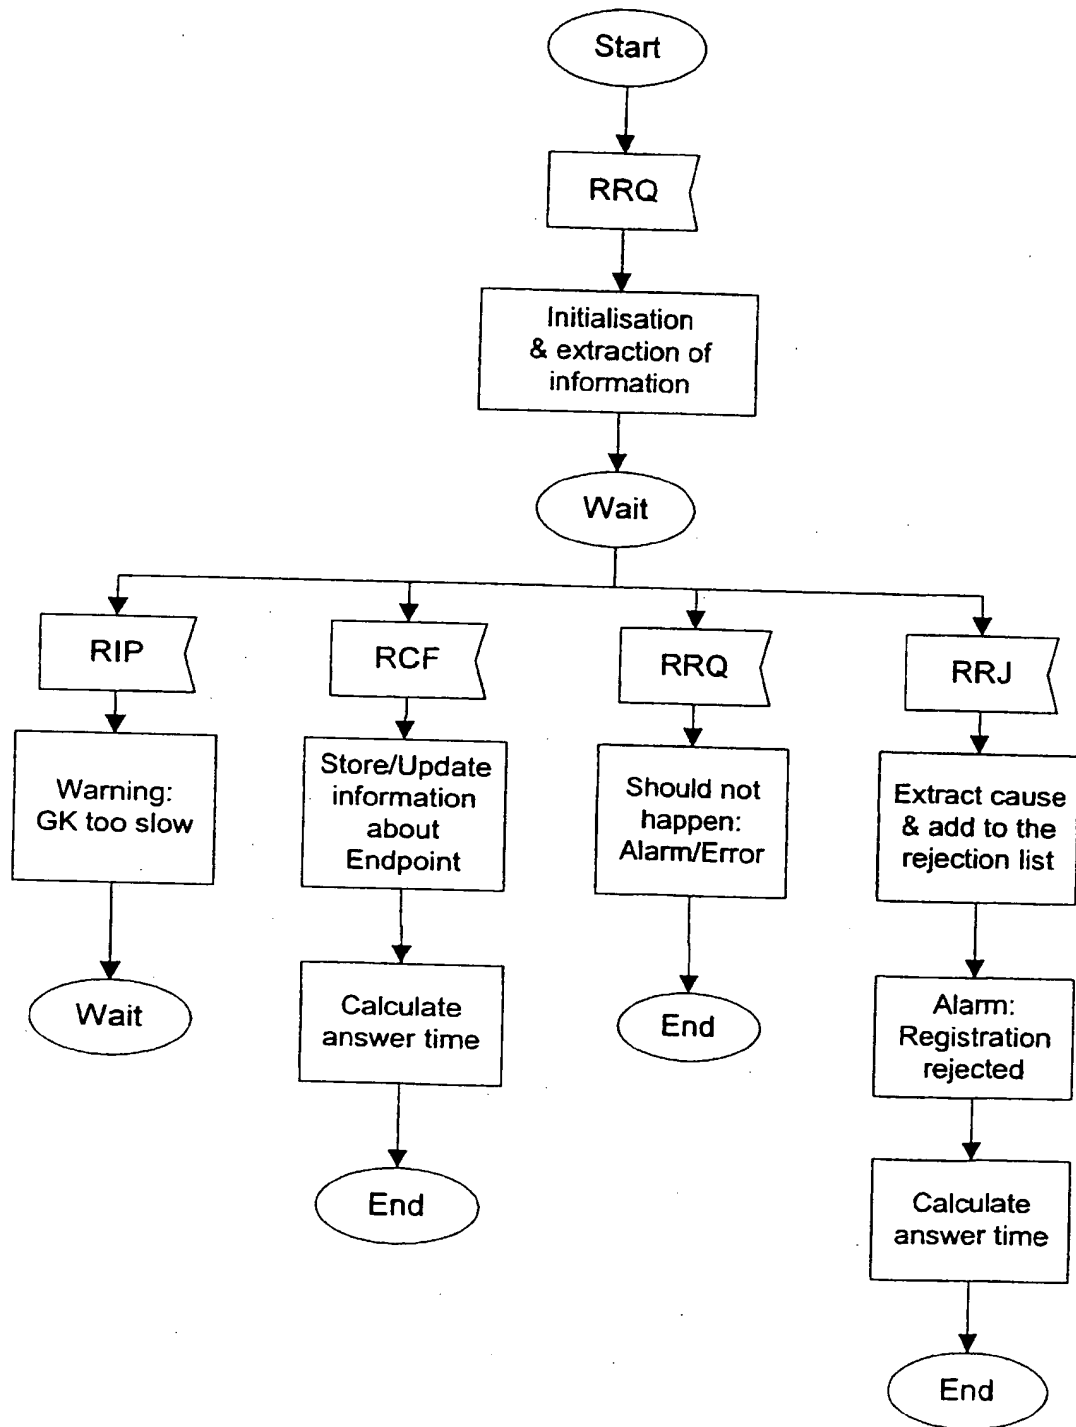 Start
RRQ
Initialisation
& extraction of
information
Wait
RIP
RCF
RRQ
RRJ
Warning:
GK too slow
Store/Update
information
about
Endpoint
Should not
happen:
Alarm/Error
Extract cause
& add to the
rejection list
Wait
Calculate
answer time
End
Alarm:
Registration
rejected
End
Calculate
answer time
End